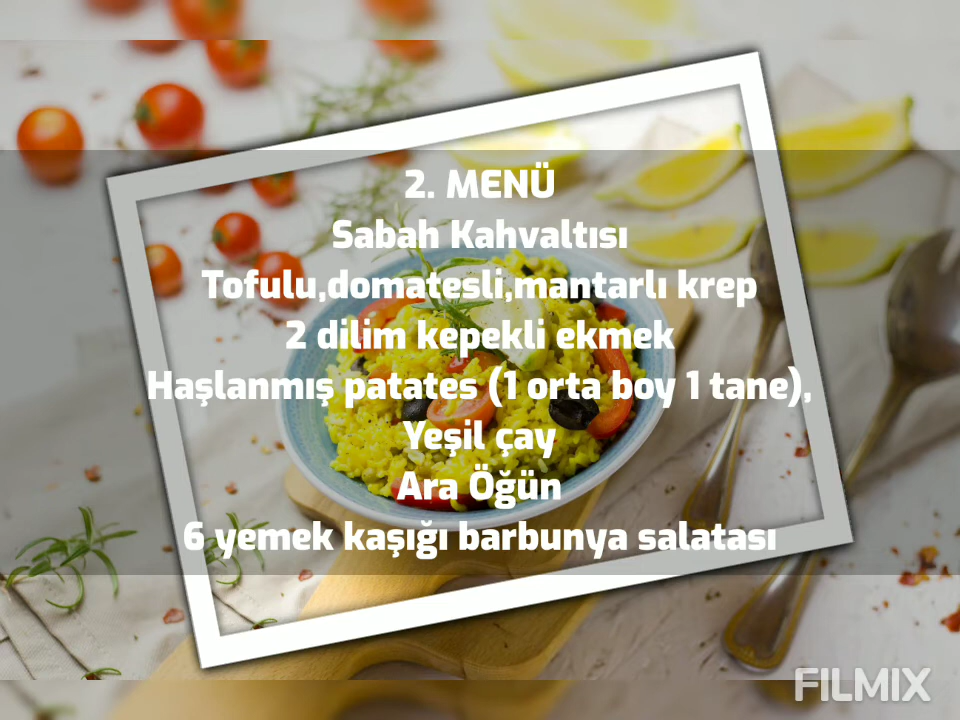 2. MENÜ
Sabah Kahvaltısı
Tofulu,domatesli,mantarlı krep
2 dilim kepekli ekmek
Haşlanmış patates (1 orta boy 1 tane),
Yeşil çay
Ara Öğün
6 yemek kaşığı barbunya salatası
FILMIX